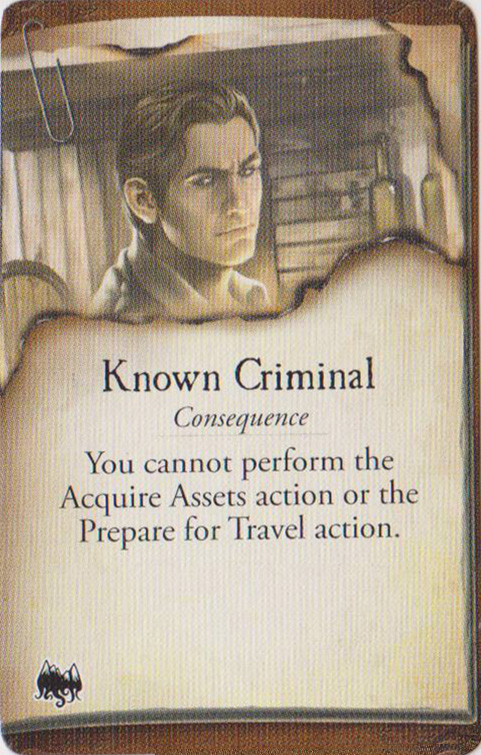 Known Criminal
Consequence
You cannot perform the
Acquire Assets action or the
Prepare for Travel action.